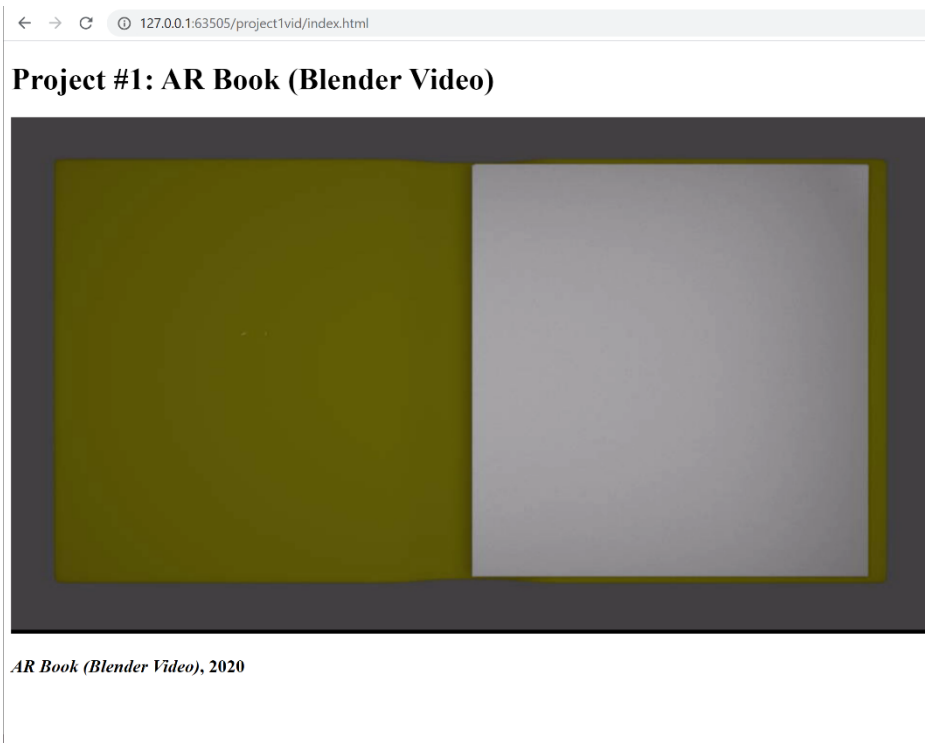 127.0.0.1:63505/project1vid/index.html
Project #1: AR Book (Blender Video)
AR Book (Blender Video), 2020